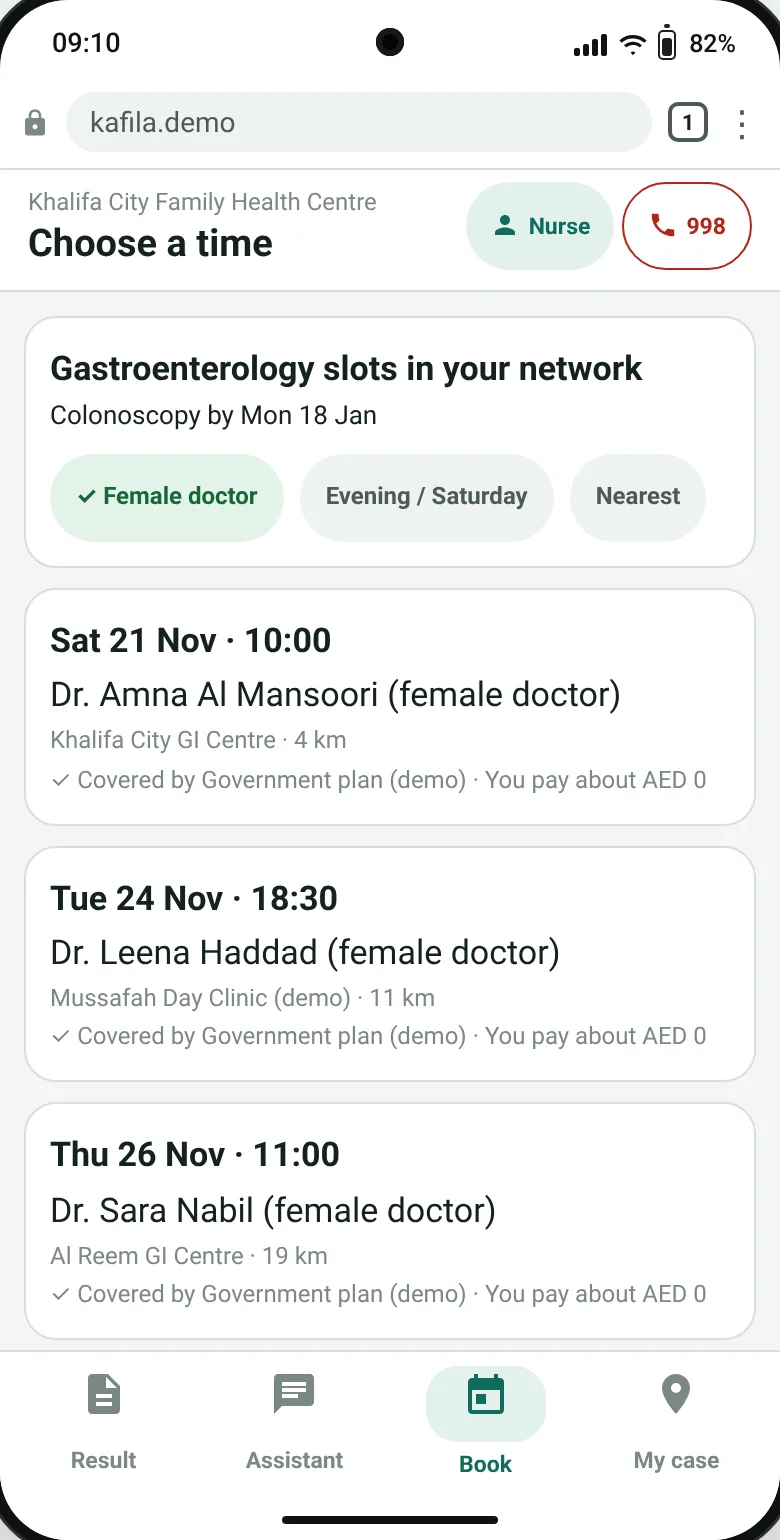 09:10
82%
kafila.demo
1
Khalifa City Family Health Centre
Choose a time
Nurse
998
Gastroenterology slots in your network
Colonoscopy by Mon 18 Jan
✓ Female doctor
Evening / Saturday
Nearest
Sat 21 Nov · 10:00
Dr. Amna Al Mansoori (female doctor)
Khalifa City GI Centre · 4 km
✓ Covered by Government plan (demo) · You pay about AED 0
Tue 24 Nov · 18:30
Dr. Leena Haddad (female doctor)
Mussafah Day Clinic (demo) · 11 km
✓ Covered by Government plan (demo) · You pay about AED 0
Thu 26 Nov · 11:00
Dr. Sara Nabil (female doctor)
Al Reem GI Centre · 19 km
✓ Covered by Government plan (demo) · You pay about AED 0
Result
Assistant
Book
My case